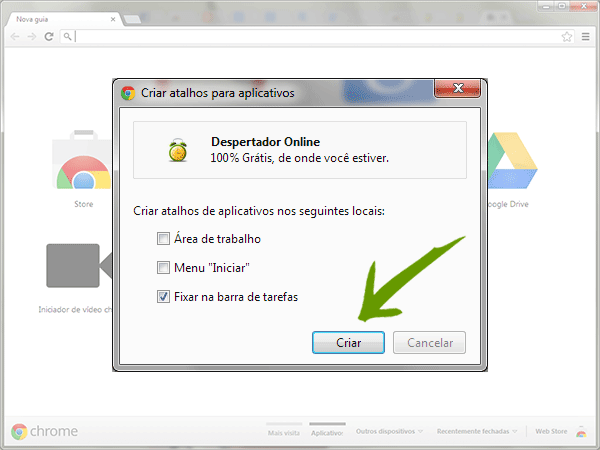 Nova guia
Criar atalhos para aplicativos
Despertador Online
100% Grátis, de onde você estiver.
Store
Google Drive
Criar atalhos de aplicativos nos seguintes locais:
Área de trabalho
Menu "Iniciar"
Iniciador de vídeo ch
Fixar na barra de tarefas
Criar
Cancelar
chrome
Mais visita
Aplicativos
Outros dispositivos
Recentemente fechadas
Web Store